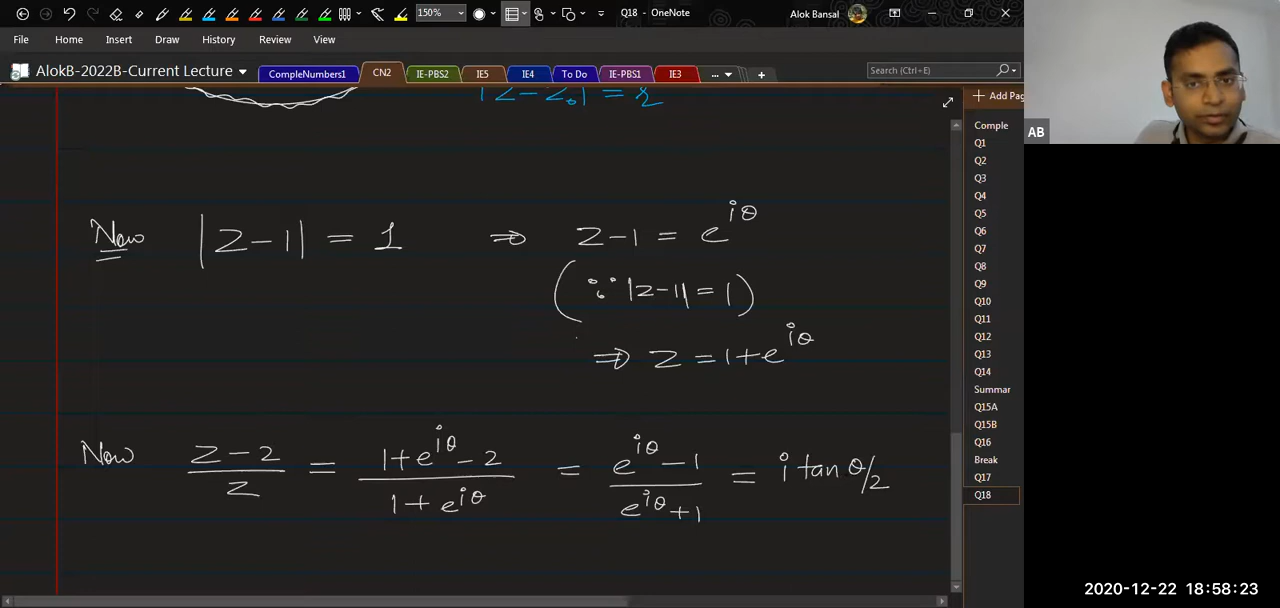 150%
Q18 - OneNote
Alok Bansal
File Home Insert Draw History Review View
AlokB-2022B-Current Lecture CompleNumbers1 CN2 IE-PBS2 IE5 IE4 To Do IE-PBS1 IE3 ... +
Search (Ctrl+E)
|z - z₀| = r
+ Add Pag
Comple
Q1
Q2
Q3
Q4
Q5
Q6
Q7
Q8
Q9
Q10
Q11
Q12
Q13
Q14
Summar
Q15A
Q15B
Q16
Break
Q17
Q18
AB
Now |z-1| = 1 ⇒ z-1 = e^{iθ}
(∵ |z-1| = 1)
⇒ z = 1+e^{iθ}
Now (z-2)/z = (1+e^{iθ}-2)/(1+e^{iθ}) = (e^{iθ}-1)/(e^{iθ}+1) = i tan θ/2
2020-12-22 18:58:23